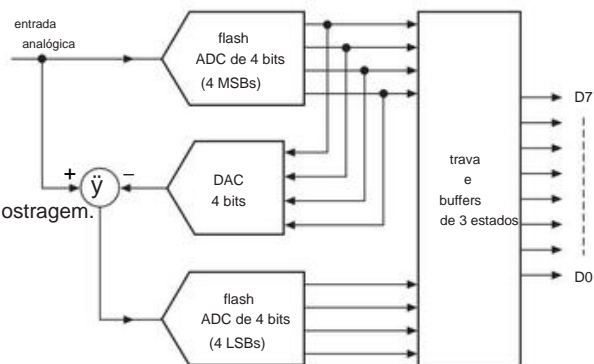 entrada
analógica
flash
ADC de 4 bits
(4 MSBs)
D7
DAC
4 bits
trava
e
buffers
de 3 estados
+
ÿ
–
ostragem.
D0
flash
ADC de 4 bits
(4 LSBs)